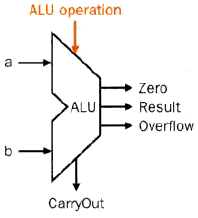 ALU operation
a
Zero
ALU
Result
Overflow
b
CarryOut